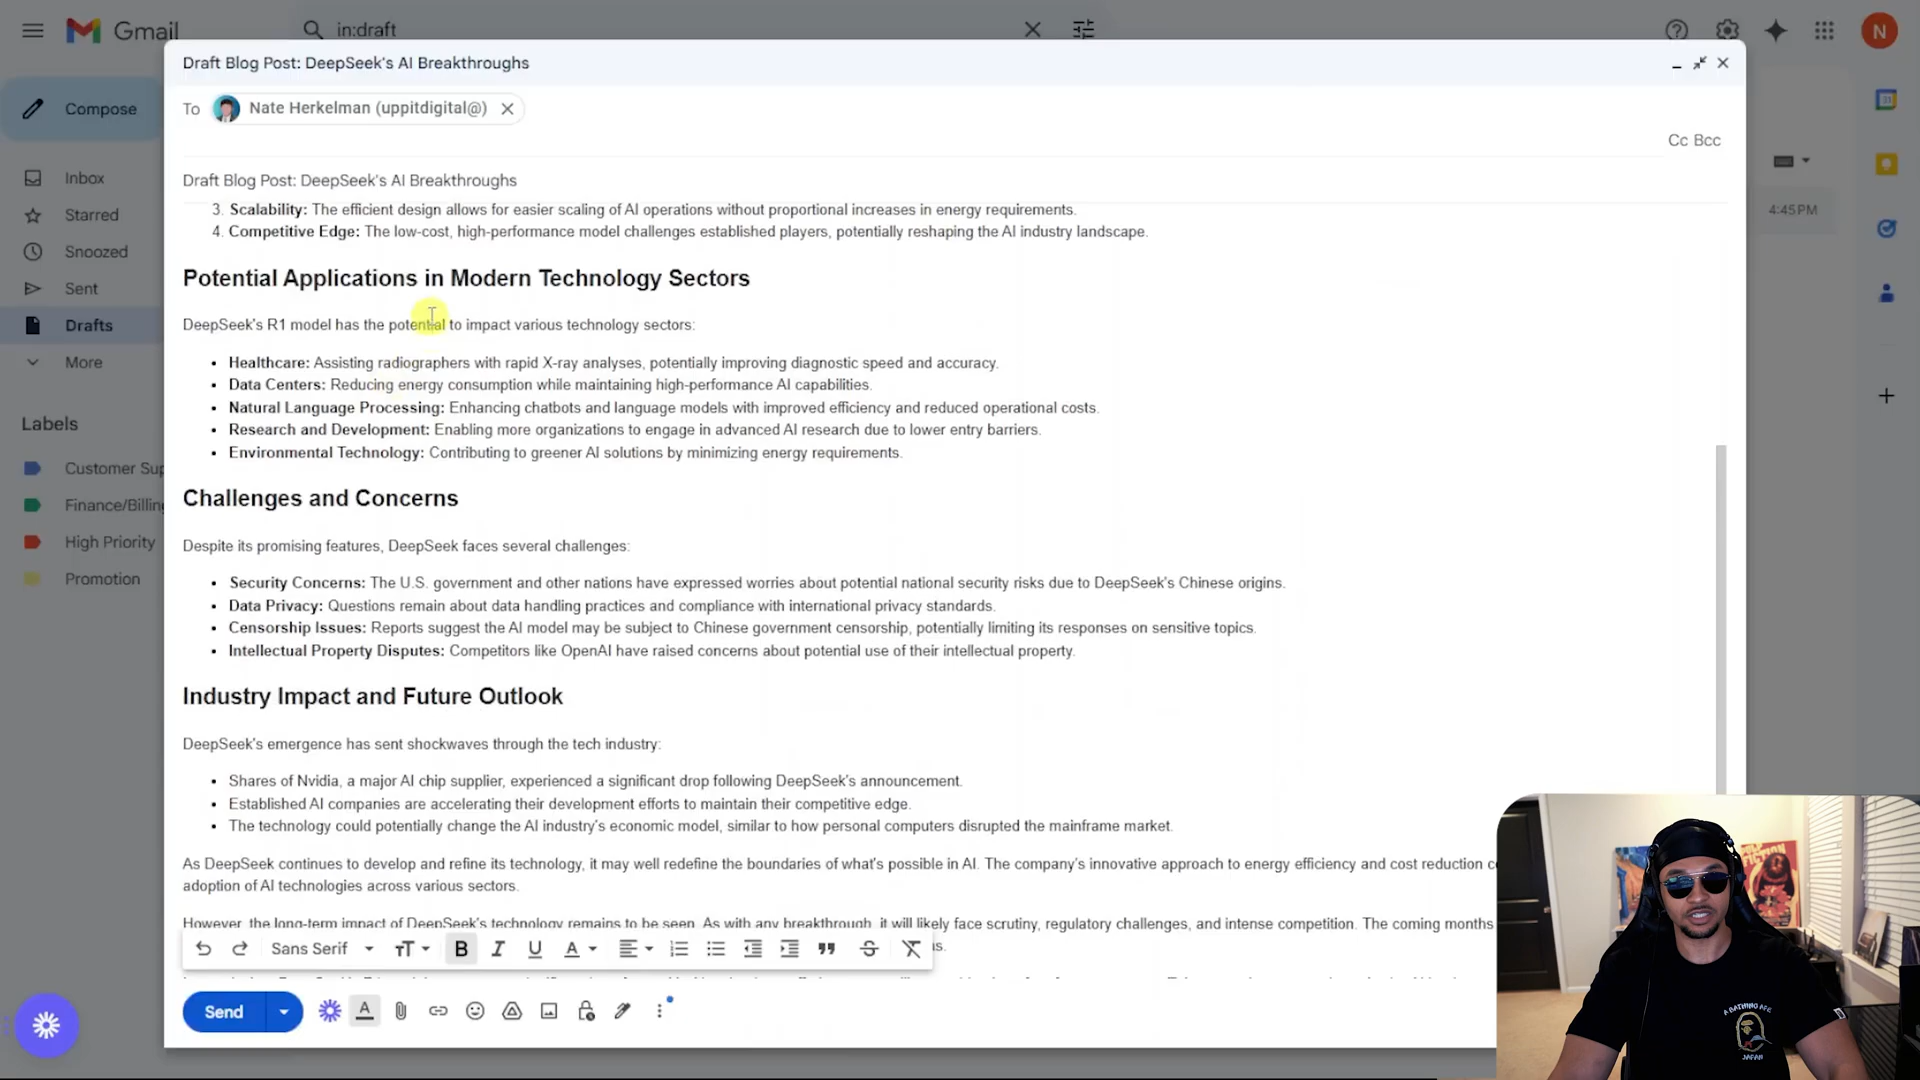 Gmail
in:draft
N
Compose
Inbox
Starred
Snoozed
Sent
Drafts
More
Labels
Customer Sup
Finance/Billing
High Priority
Promotion
4:45 PM
Draft Blog Post: DeepSeek's AI Breakthroughs
To Nate Herkelman (uppitdigital@)
Cc Bcc
Draft Blog Post: DeepSeek's AI Breakthroughs
3. Scalability: The efficient design allows for easier scaling of AI operations without proportional increases in energy requirements.
4. Competitive Edge: The low-cost, high-performance model challenges established players, potentially reshaping the AI industry landscape.
Potential Applications in Modern Technology Sectors
DeepSeek's R1 model has the potential to impact various technology sectors:
• Healthcare: Assisting radiographers with rapid X-ray analyses, potentially improving diagnostic speed and accuracy.
• Data Centers: Reducing energy consumption while maintaining high-performance AI capabilities.
• Natural Language Processing: Enhancing chatbots and language models with improved efficiency and reduced operational costs.
• Research and Development: Enabling more organizations to engage in advanced AI research due to lower entry barriers.
• Environmental Technology: Contributing to greener AI solutions by minimizing energy requirements.
Challenges and Concerns
Despite its promising features, DeepSeek faces several challenges:
• Security Concerns: The U.S. government and other nations have expressed worries about potential national security risks due to DeepSeek's Chinese origins.
• Data Privacy: Questions remain about data handling practices and compliance with international privacy standards.
• Censorship Issues: Reports suggest the AI model may be subject to Chinese government censorship, potentially limiting its responses on sensitive topics.
• Intellectual Property Disputes: Competitors like OpenAI have raised concerns about potential use of their intellectual property.
Industry Impact and Future Outlook
DeepSeek's emergence has sent shockwaves through the tech industry:
• Shares of Nvidia, a major AI chip supplier, experienced a significant drop following DeepSeek's announcement.
• Established AI companies are accelerating their development efforts to maintain their competitive edge.
• The technology could potentially change the AI industry's economic model, similar to how personal computers disrupted the mainframe market.
As DeepSeek continues to develop and refine its technology, it may well redefine the boundaries of what's possible in AI. The company's innovative approach to energy efficiency and cost reduction
adoption of AI technologies across various sectors.
However, the long-term impact of DeepSeek's technology remains to be seen. As with any breakthrough, it will likely face scrutiny, regulatory challenges, and intense competition. The coming months
Sans Serif
Send
A BATHING APE
JAPAN